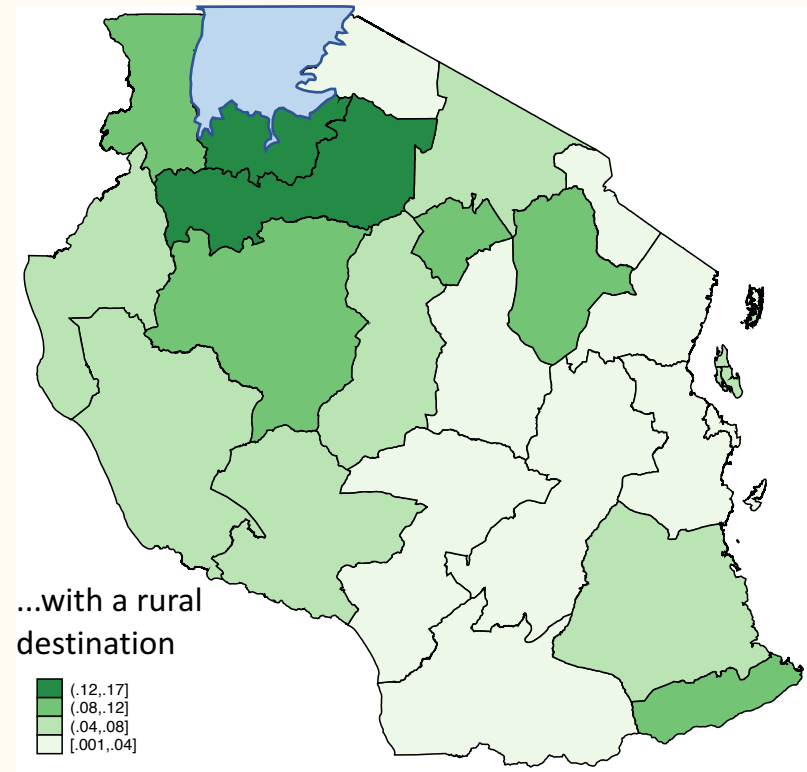 ...with a rural
destination
(.12,.17]
(.08,.12]
(.04,.08]
[.001,.04]